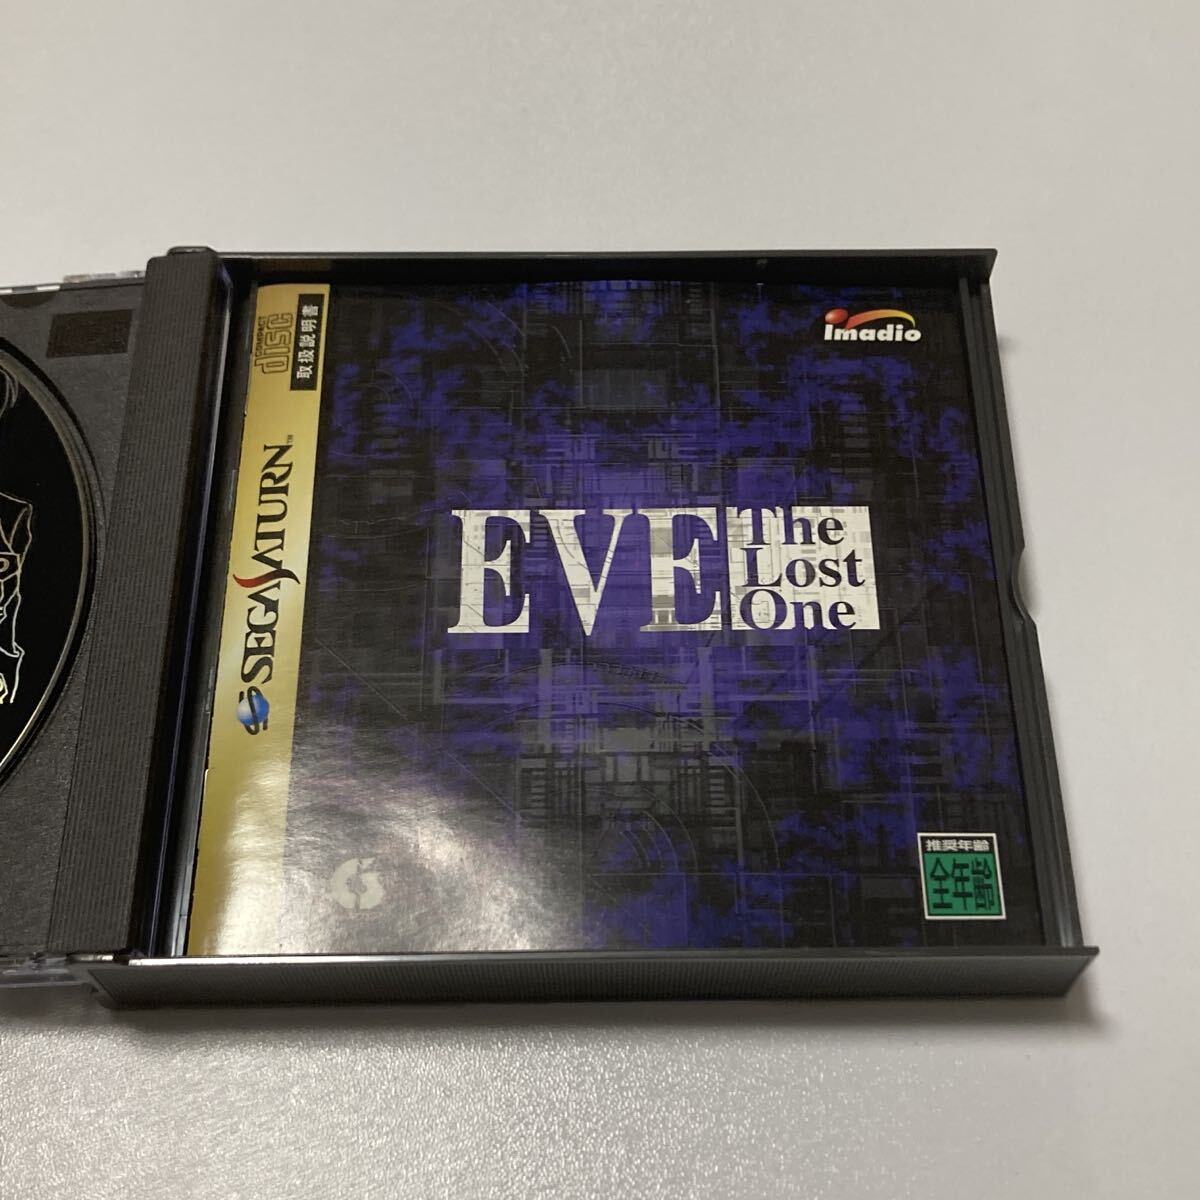 COMPACT
disc
取扱説明書
SEGA SATURN™
Imadio
EVE The Lost One
推奨年齢
全年齢